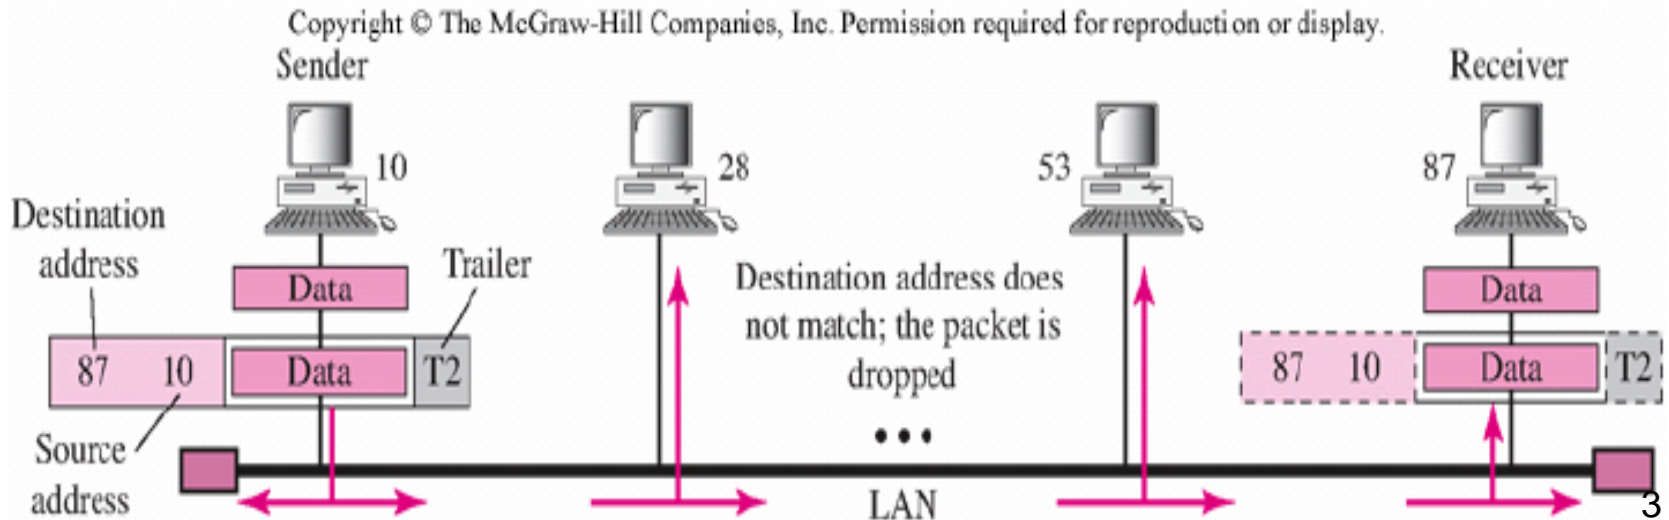 Copyright © The McGraw-Hill Companies, Inc. Permission required for reproduction or display.
Sender
Receiver
10
28
53
87
Destination
address
Trailer
Data
Destination address does
not match; the packet is
dropped
Data
87 10
Data
T2
87 10
Data
T2
Source
address
LAN
3